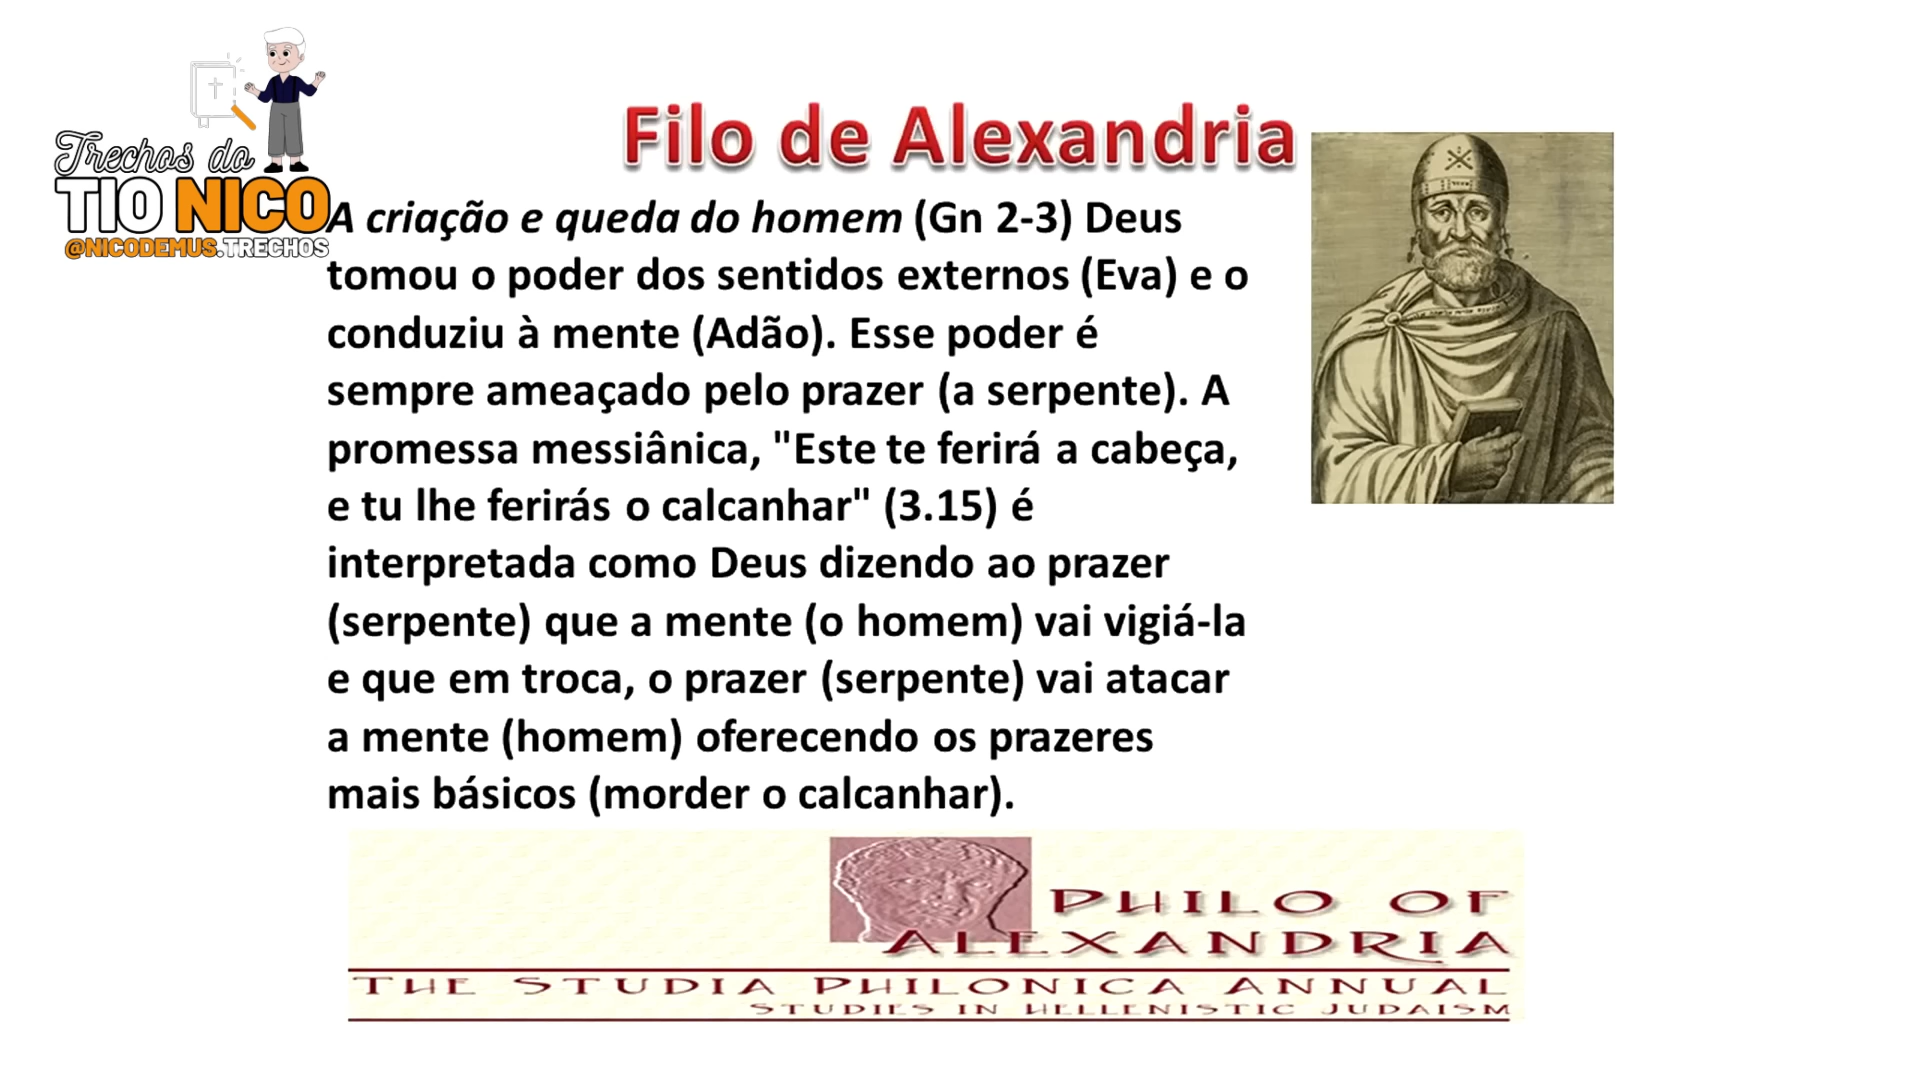 Trechos do
TIO NICO
@NICODEMUS.TRECHOS
Filo de Alexandria
A criação e queda do homem (Gn 2-3) Deus
tomou o poder dos sentidos externos (Eva) e o
conduziu à mente (Adão). Esse poder é
sempre ameaçado pelo prazer (a serpente). A
promessa messiânica, "Este te ferirá a cabeça,
e tu lhe ferirás o calcanhar" (3.15) é
interpretada como Deus dizendo ao prazer
(serpente) que a mente (o homem) vai vigiá-la
e que em troca, o prazer (serpente) vai atacar
a mente (homem) oferecendo os prazeres
mais básicos (morder o calcanhar).
PHILO OF
ALEXANDRIA
THE STUDIA PHILONICA ANNUAL
STUDIES IN HELLENISTIC JUDAISM